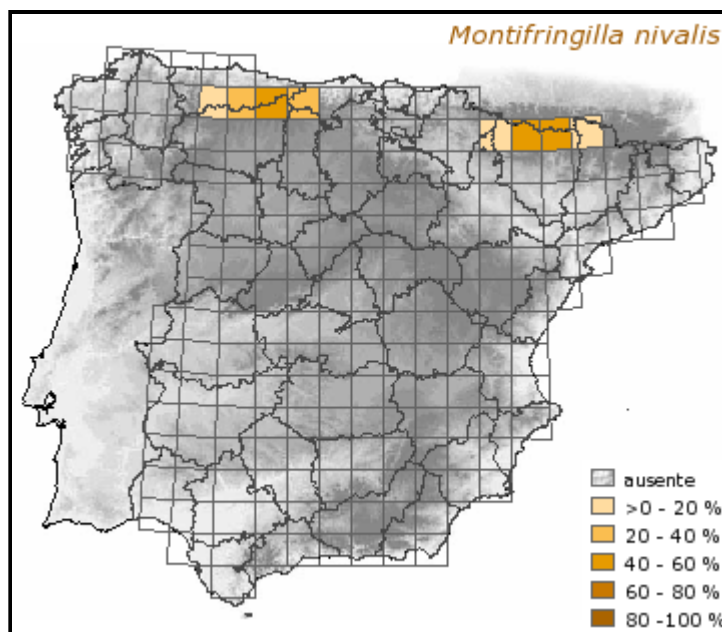 Montifringilla nivalis
ausente
>0 - 20 %
20 - 40 %
40 - 60 %
60 - 80 %
80 -100 %